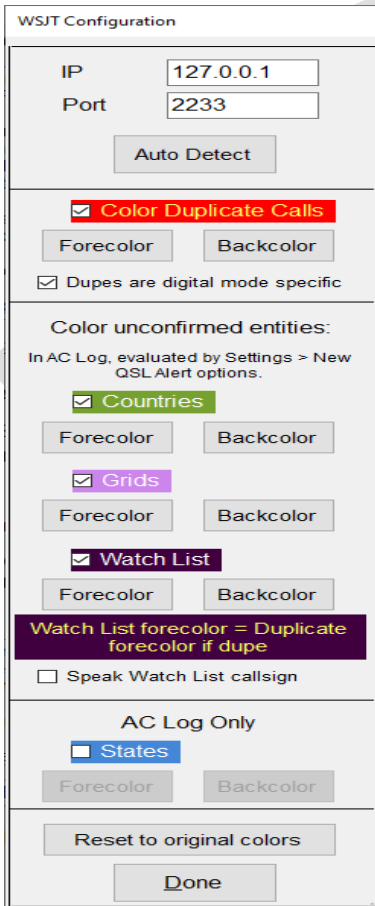 WSJT Configuration
IP 127.0.0.1
Port 2233
Auto Detect
Color Duplicate Calls
Forecolor Backcolor
Dupes are digital mode specific
Color unconfirmed entities:
In AC Log, evaluated by Settings > New
QSL Alert options.
Countries
Forecolor Backcolor
Grids
Forecolor Backcolor
Watch List
Forecolor Backcolor
Watch List forecolor = Duplicate
forecolor if dupe
Speak Watch List callsign
AC Log Only
States
Forecolor Backcolor
Reset to original colors
Done